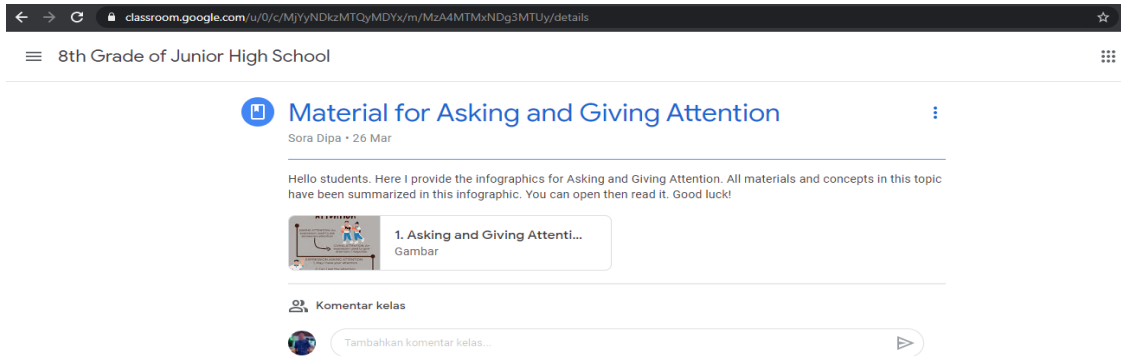 classroom.google.com/u/0/c/MjYyNDkzMTQyMDYx/m/MzA4MTMxNDg3MTUy/details
8th Grade of Junior High School
Material for Asking and Giving Attention
Sora Dipa • 26 Mar
Hello students. Here I provide the infographics for Asking and Giving Attention. All materials and concepts in this topic
have been summarized in this infographic. You can open then read it. Good luck!
1. Asking and Giving Attenti...
Gambar
Komentar kelas
Tambahkan komentar kelas...